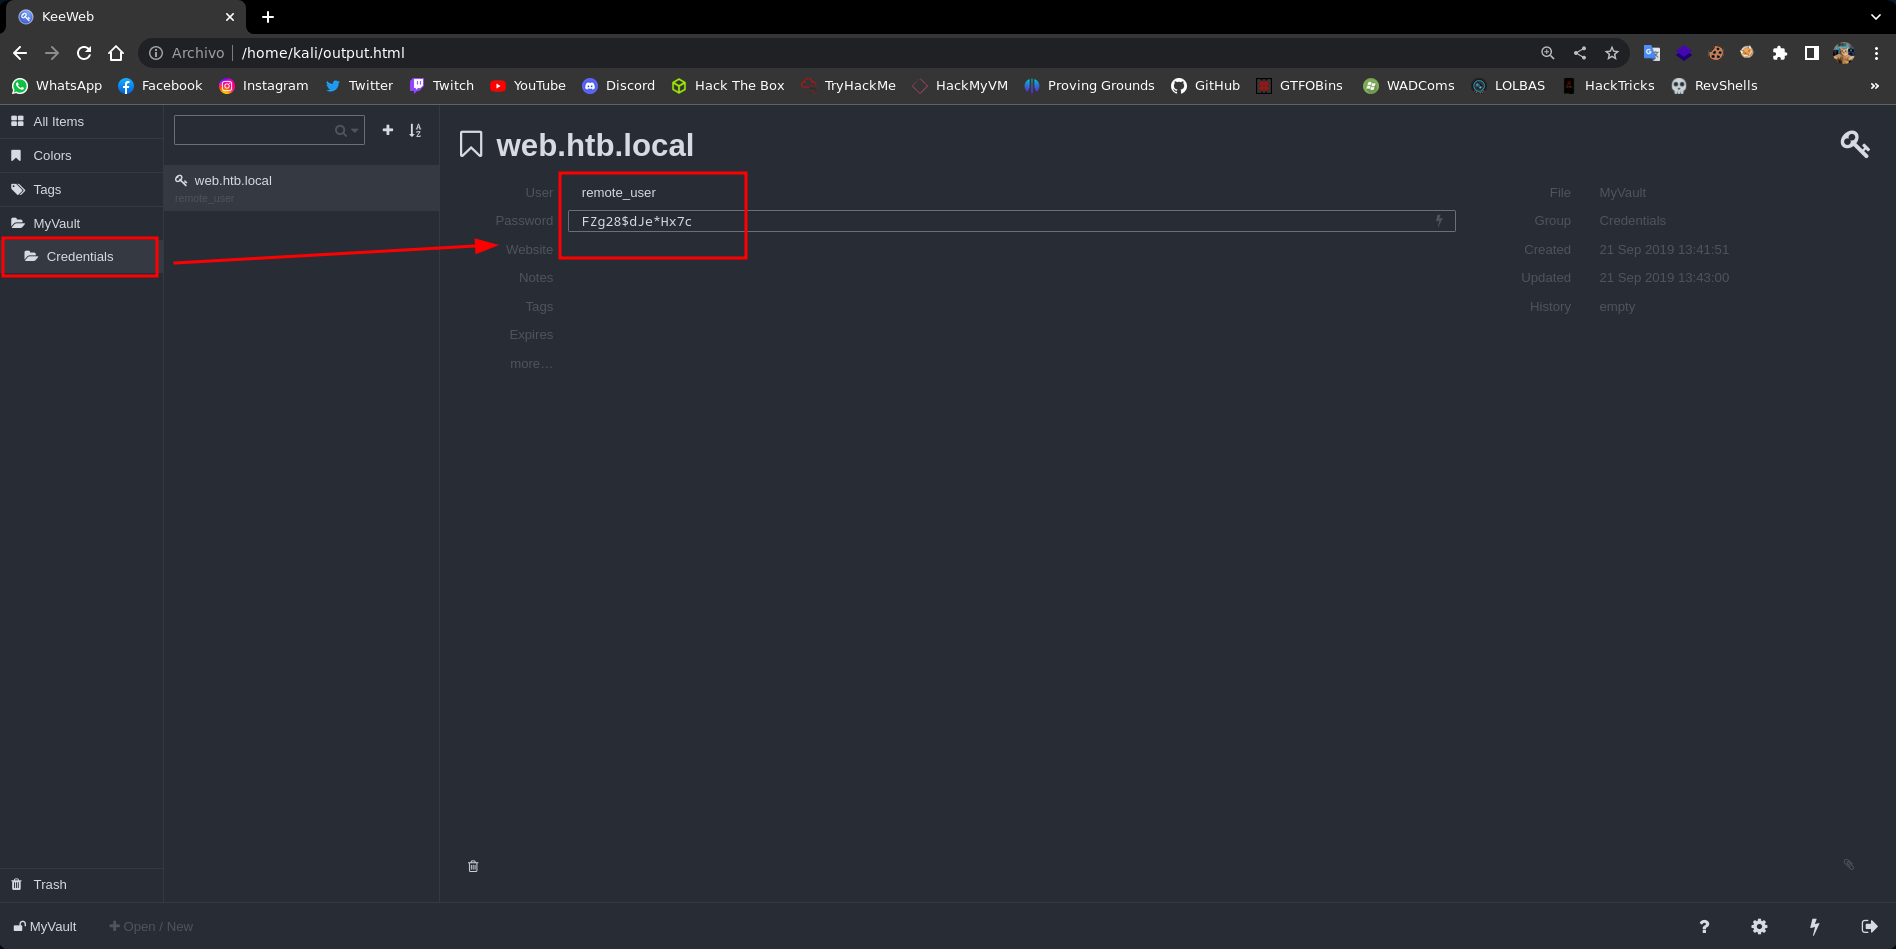 KeeWeb
Archivo /home/kali/output.html
WhatsApp Facebook Instagram Twitter Twitch YouTube Discord Hack The Box TryHackMe HackMyVM Proving Grounds GitHub GTFOBins WADComs LOLBAS HackTricks RevShells »
All Items
Colors
Tags
MyVault
Credentials
Trash
web.htb.local
remote_user
web.htb.local
User remote_user
Password FZg28$dJe*Hx7c
Website
Notes
Tags
Expires
more…
File MyVault
Group Credentials
Created 21 Sep 2019 13:41:51
Updated 21 Sep 2019 13:43:00
History empty
MyVault Open / New ?